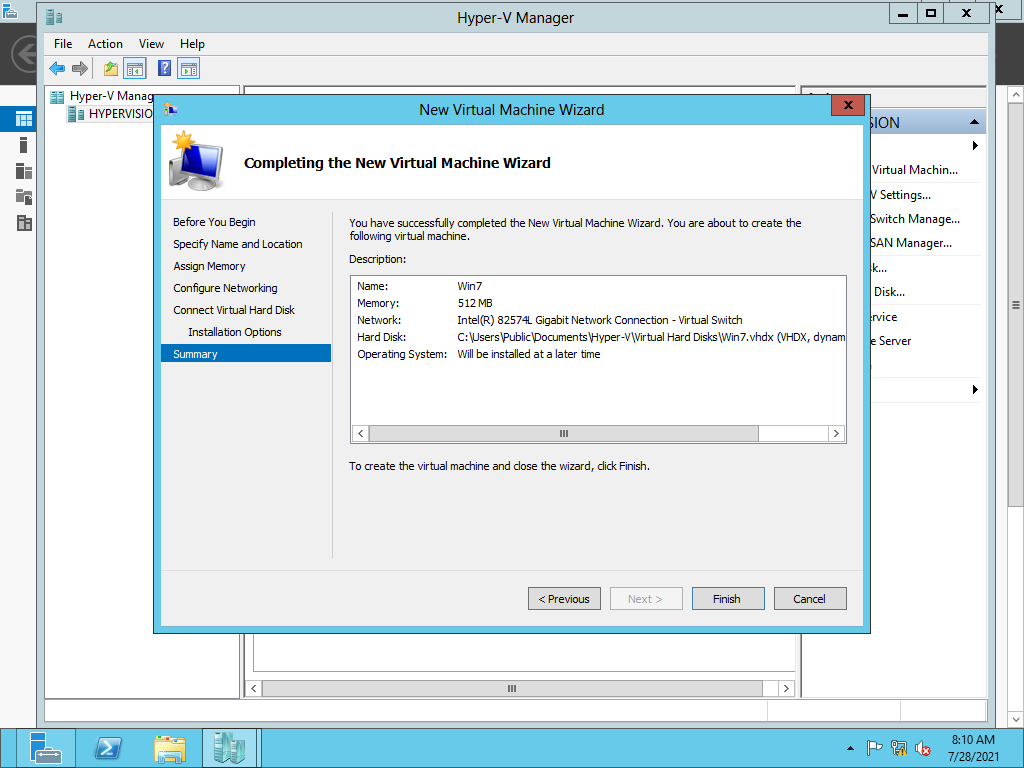 Hyper-V Manager
File Action View Help
Hyper-V Manag
HYPERVISIO
SION
Virtual Machin...
V Settings...
Switch Manage...
SAN Manager...
sk...
Disk...
ervice
e Server
New Virtual Machine Wizard
Completing the New Virtual Machine Wizard
Before You Begin
Specify Name and Location
Assign Memory
Configure Networking
Connect Virtual Hard Disk
Installation Options
Summary
You have successfully completed the New Virtual Machine Wizard. You are about to create the
following virtual machine.
Description:
Name: Win7
Memory: 512 MB
Network: Intel(R) 82574L Gigabit Network Connection - Virtual Switch
Hard Disk: C:\Users\Public\Documents\Hyper-V\Virtual Hard Disks\Win7.vhdx (VHDX, dynam
Operating System: Will be installed at a later time
To create the virtual machine and close the wizard, click Finish.
< Previous Next > Finish Cancel
8:10 AM
7/28/2021